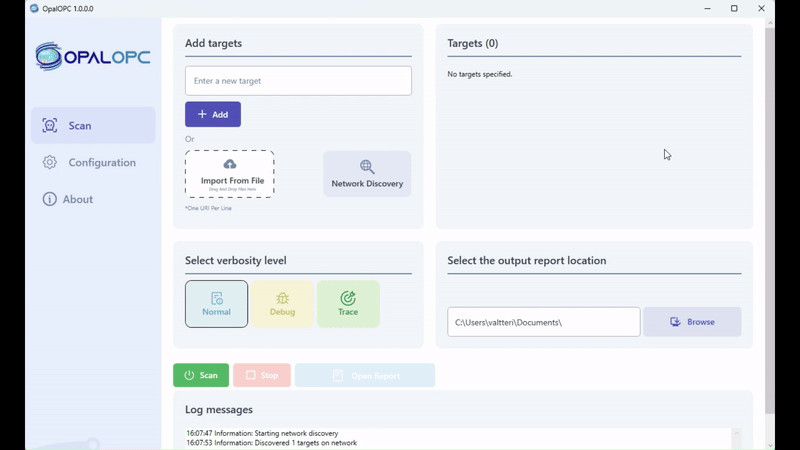 OpalOPC 1.0.0.0
OPALOPC
Scan
Configuration
About
Add targets
Enter a new target
Add
Or
Import From File
Drag And Drop Files Here
*One URI Per Line
Network Discovery
Targets (0)
No targets specified.
Select verbosity level
Normal
Debug
Trace
Select the output report location
C:\Users\valtteri\Documents\
Browse
Scan
Stop
Open Report
Log messages
16:07:47 Information: Starting network discovery
16:07:53 Information: Discovered 1 targets on network